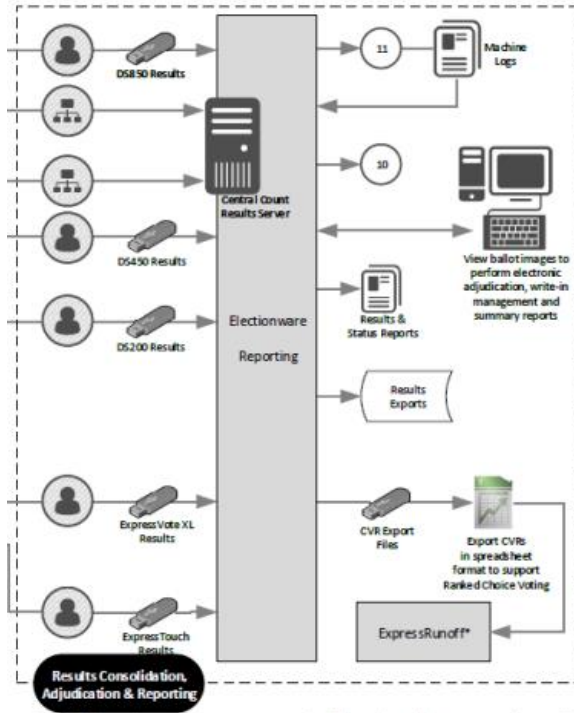 DS850 Results
11
Machine
Logs
10
Central Count
Results Server
DS450 Results
View ballot images to
perform electronic
adjudication, write-in
management and
summary reports
Electionware
Reporting
Results &
Status Reports
DS200 Results
Results
Exports
ExpressVote XL
Results
CVR Export
Files
Export CVRs
in spreadsheet
format to support
Ranked Choice Voting
ExpressTouch
Results
ExpressRunoff*
Results Consolidation,
Adjudication & Reporting